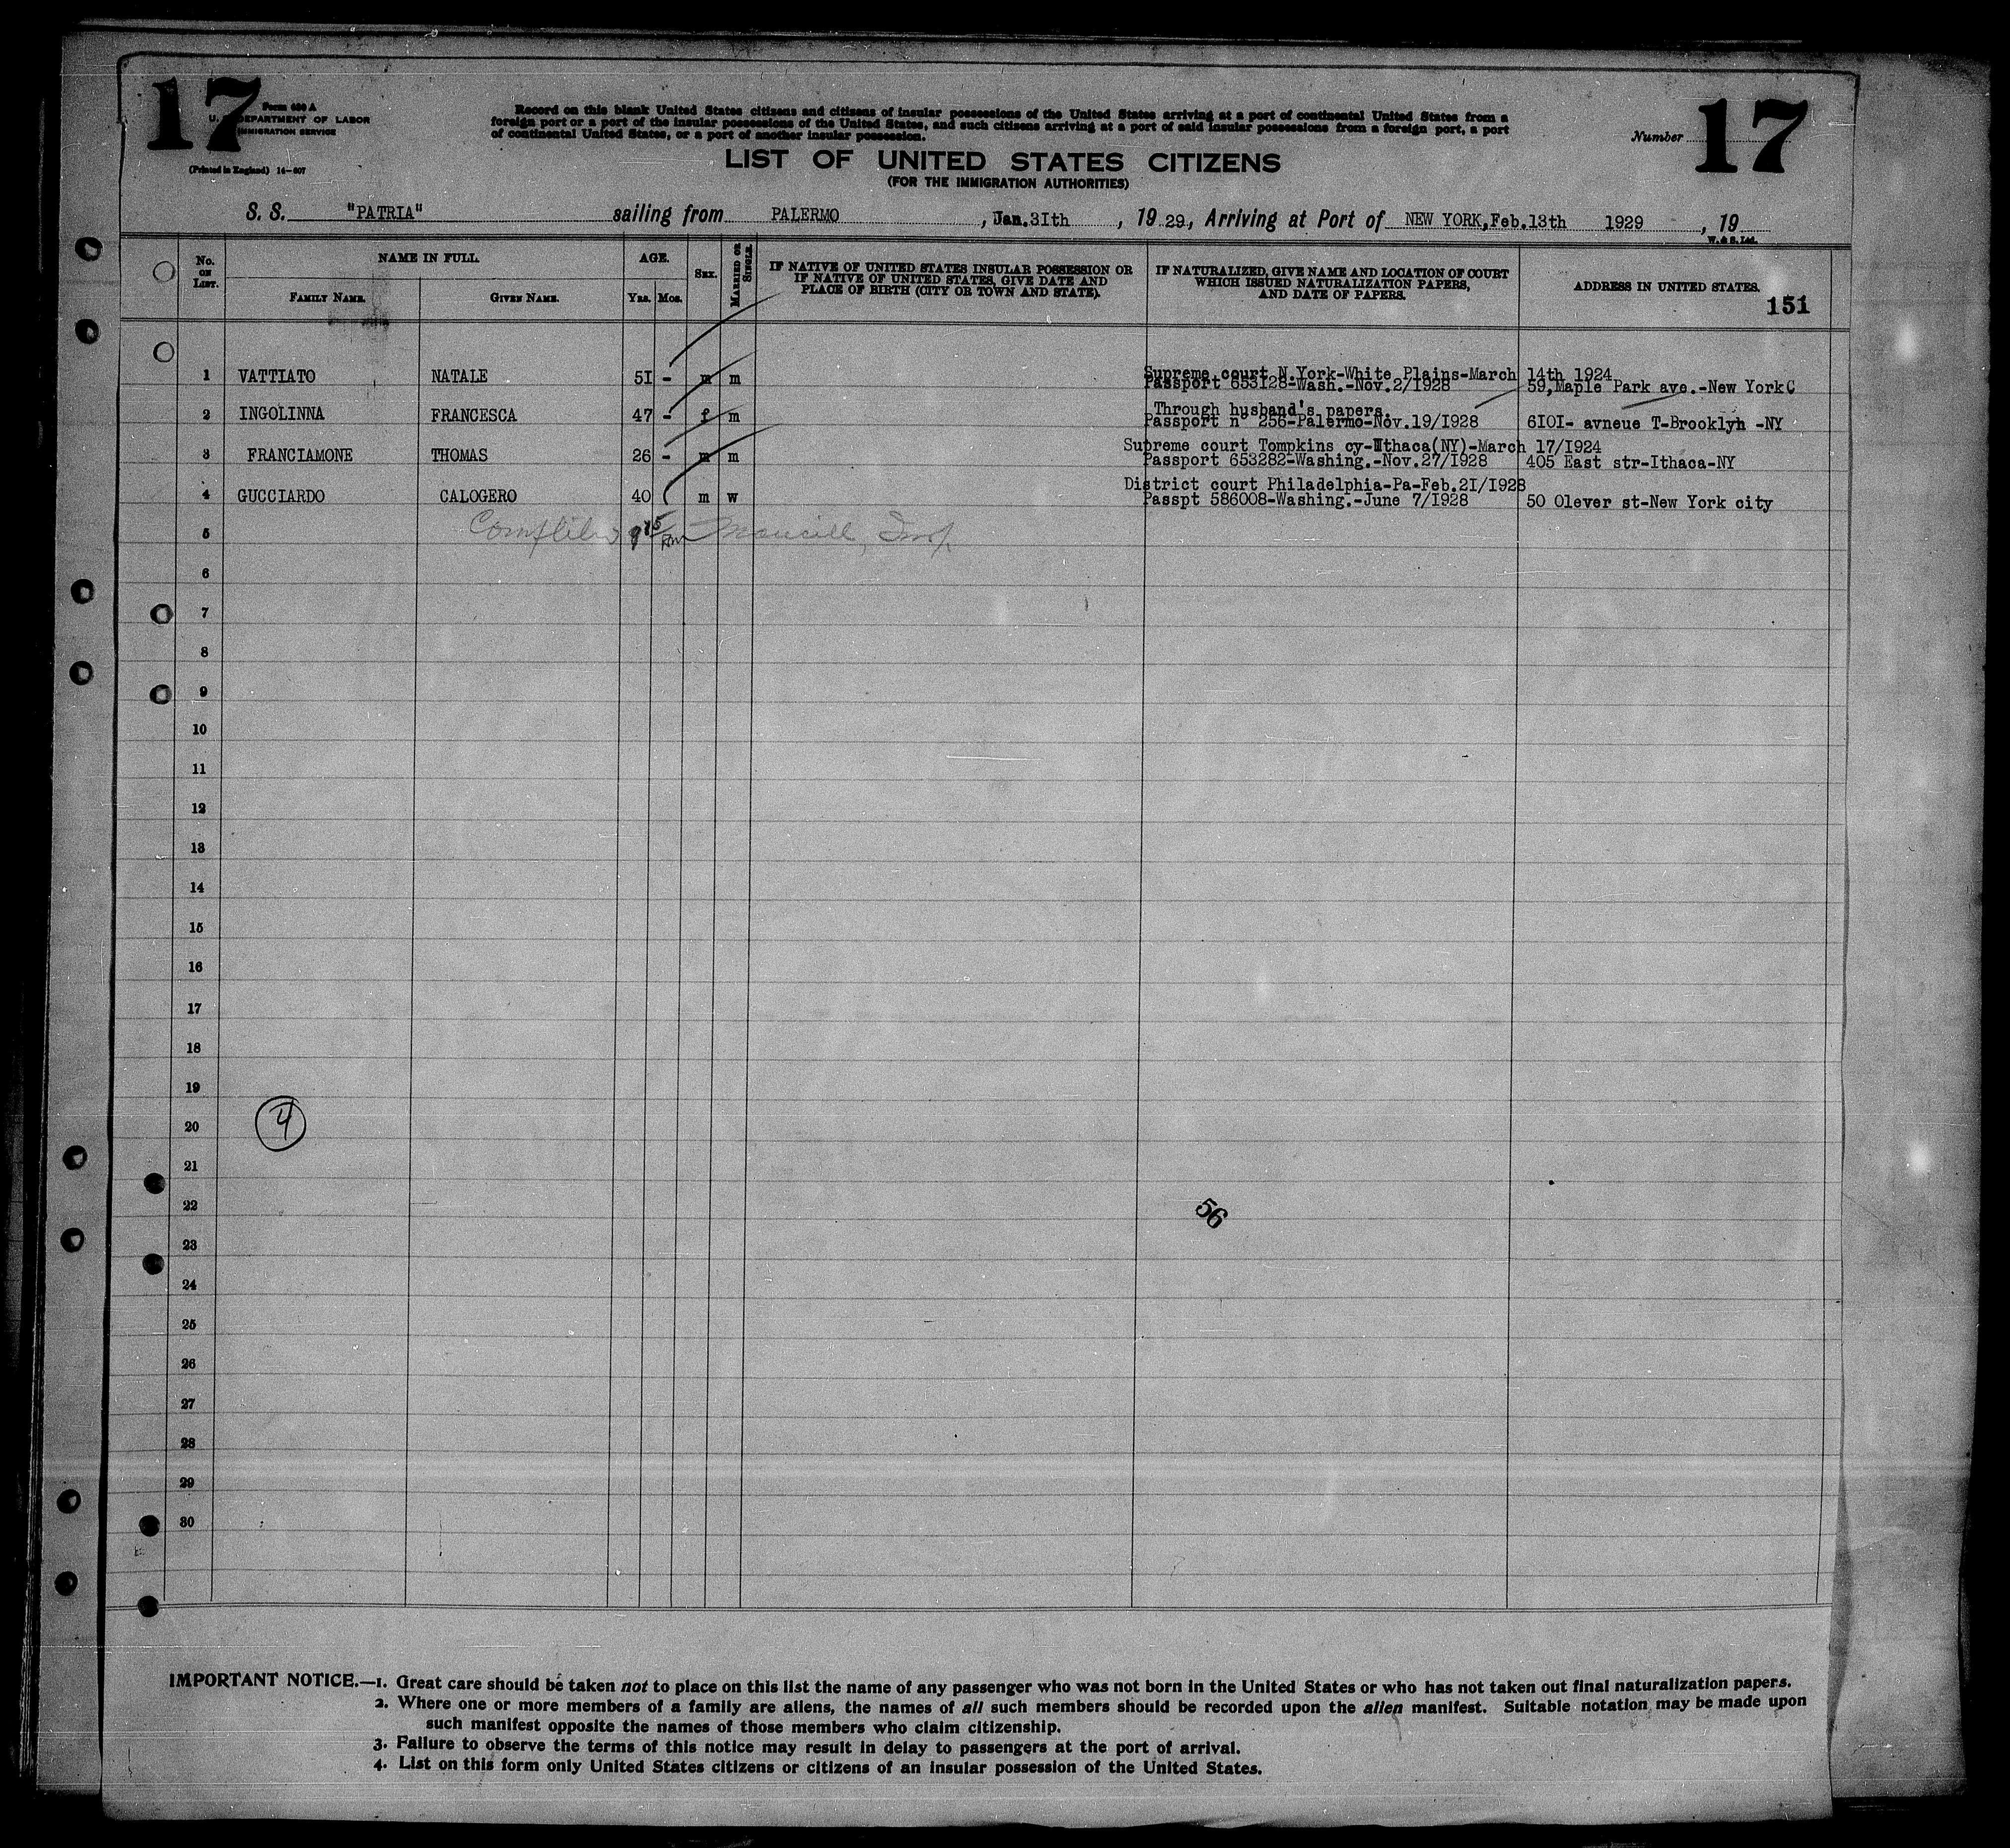 17
Form 630 A
U. S. DEPARTMENT OF LABOR
IMMIGRATION SERVICE
(Printed in England) 14-607
Record on this blank United States citizens and citizens of insular possessions of the United States arriving at a port of continental United States from a
foreign port or a port of the insular possessions of the United States, and such citizens arriving at a port of said insular possessions from a foreign port, a port
of continental United States, or a port of another insular possession.
Number 17
LIST OF UNITED STATES CITIZENS
(FOR THE IMMIGRATION AUTHORITIES)
S. S. "PATRIA" sailing from PALERMO , Jan.3Ith , 19 29, Arriving at Port of NEW YORK,Feb.13th 1929 , 19
W. & S. Ltd.
No. ON LIST. NAME IN FULL. AGE. SEX. MARRIED OR SINGLE. IF NATIVE OF UNITED STATES INSULAR POSSESSION OR IF NATIVE OF UNITED STATES, GIVE DATE AND PLACE OF BIRTH (CITY OR TOWN AND STATE). IF NATURALIZED, GIVE NAME AND LOCATION OF COURT WHICH ISSUED NATURALIZATION PAPERS, AND DATE OF PAPERS. ADDRESS IN UNITED STATES.
FAMILY NAME. GIVEN NAME. YRS. MOS.
151
Supreme court N.York-White Plains-March 14th 1924
1 VATTIATO NATALE 5I - m m Passport 653128-Wash.-Nov.2/1928 59,Maple Park ave.-New YorkC
Through husband's papers.
2 INGOLINNA FRANCESCA 47 - f m Passport n° 256-Palermo-Nov.19/I928 6IOI- avneue T-Brooklyh -NY
Supreme court Tompkins cy-Ithaca(NY)-March 17/I924
3 FRANCIAMONE THOMAS 26 - m m Passport 653282-Washing.-Nov.27/I928 405 East str-Ithaca-NY
District court Philadelphia-Pa-Feb.2I/I928
4 GUCCIARDO CALOGERO 40 m w Passpt 586008-Washing.-June 7/I928 50 Olever st-New York city
5
6
7
8
9
10
11
12
13
14
15
16
17
18
19
20 4
21
22 56
23
24
25
26
27
28
29
30
IMPORTANT NOTICE.—1. Great care should be taken not to place on this list the name of any passenger who was not born in the United States or who has not taken out final naturalization papers.
2. Where one or more members of a family are aliens, the names of all such members should be recorded upon the alien manifest. Suitable notation may be made upon
such manifest opposite the names of those members who claim citizenship.
3. Failure to observe the terms of this notice may result in delay to passengers at the port of arrival.
4. List on this form only United States citizens or citizens of an insular possession of the United States.